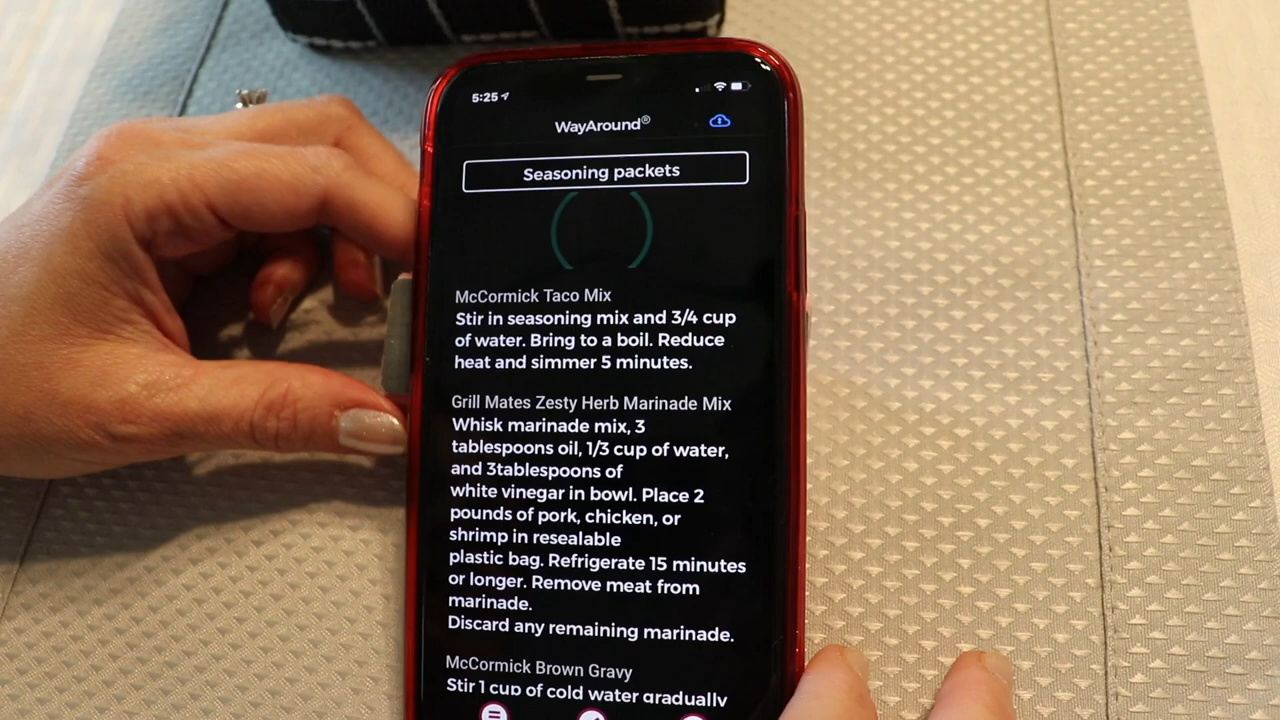 5:25
WayAround®
Seasoning packets
McCormick Taco Mix
Stir in seasoning mix and 3/4 cup
of water. Bring to a boil. Reduce
heat and simmer 5 minutes.
Grill Mates Zesty Herb Marinade Mix
Whisk marinade mix, 3
tablespoons oil, 1/3 cup of water,
and 3tablespoons of
white vinegar in bowl. Place 2
pounds of pork, chicken, or
shrimp in resealable
plastic bag. Refrigerate 15 minutes
or longer. Remove meat from
marinade.
Discard any remaining marinade.
McCormick Brown Gravy
Stir 1 cup of cold water gradually